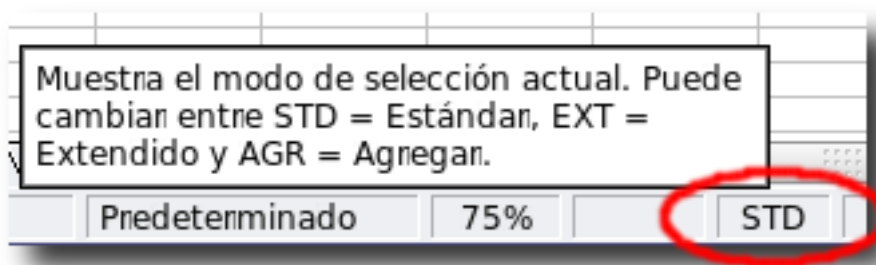 Muestra el modo de selección actual. Puede
cambiar entre STD = Estándar, EXT =
Extendido y AGR = Agregar.
Predeterminado 75% STD